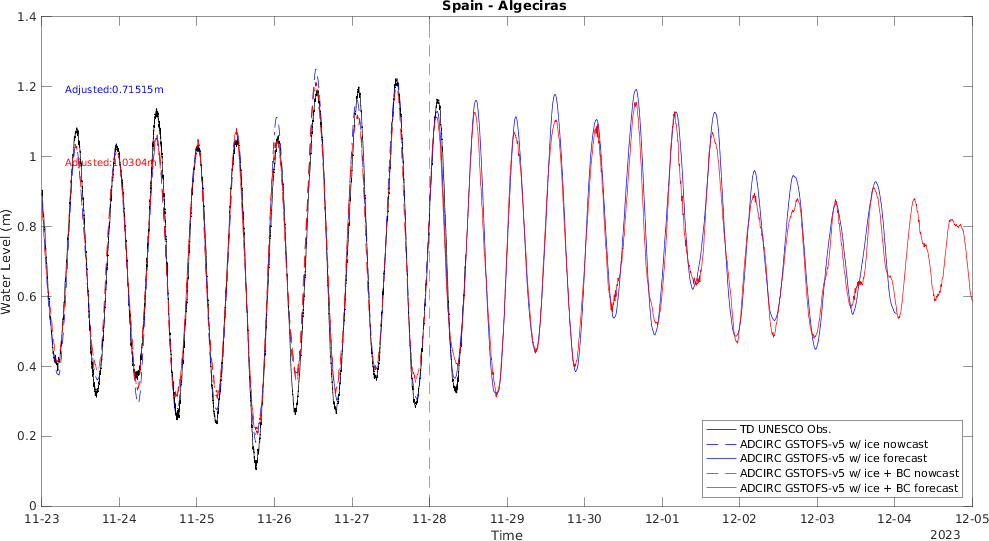 Spain - Algeciras
1.4
1.2
1
0.8
0.6
0.4
0.2
0
Water Level (m)
Adjusted:0.71515m
Adjusted:1.0304m
TD UNESCO Obs.
ADCIRC GSTOFS-v5 w/ ice nowcast
ADCIRC GSTOFS-v5 w/ ice forecast
ADCIRC GSTOFS-v5 w/ ice + BC nowcast
ADCIRC GSTOFS-v5 w/ ice + BC forecast
11-23 11-24 11-25 11-26 11-27 11-28 11-29 11-30 12-01 12-02 12-03 12-04 12-05
Time
2023